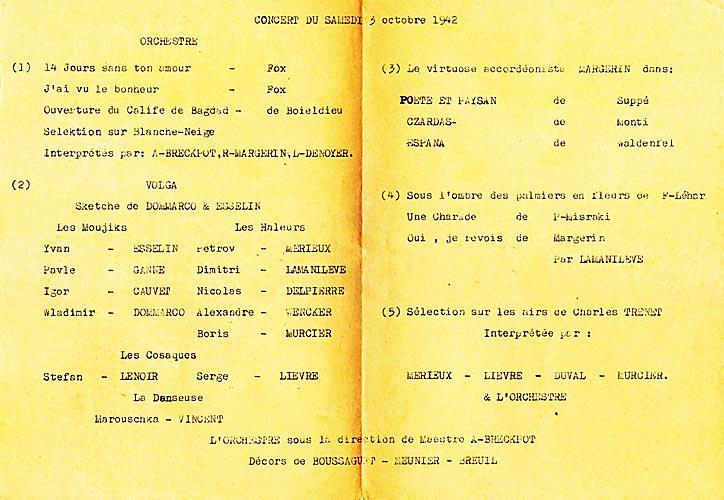 CONCERT DU SAMEDI 3 octobre 1942
ORCHESTRE
(1) 14 Jours sans ton amour - Fox
J'ai vu le bonheur - Fox
Ouverture du Calife de Bagdad - de Boieldieu
Selektion sur Blanche-Neige
Interprétés par: A-BRECKPOT,R-MARGERIN,L-DENOYER.
(2) VOLGA
Sketche de DOMMARCO & ESSELIN
Les Moujiks Les Haleurs
Yvan - ESSELIN Petrov - MERIEUX
Pavle - GANNE Dimitri - LAMANILEVE
Igor - CAUVET Nicolas - DELPIERRE
Wladimir - DOMMARCO Alexandre - WENCKER
Boris - MURCIER
Les Cosaques
Stefan - LENOIR Serge - LIEVRE
La Danseuse
Marouschka - VINCENT
(3) Le virtuose accordéoniste MARGERIN dans:
POETE ET PAYSAN de Suppé
CZARDAS- de Monti
ESPANA de Waldenfel
(4) Sous l'ombre des palmiers en fleurs de F-Léhar
Une Charade de P-Misraki
Oui , je revois de Margerin
Par LAMANILEVE
(5) Sélection sur les airs de Charles TRENET
Interprétée par :
MERIEUX - LIEVRE - DUVAL - MURCIER.
& L'ORCHESTRE
L'ORCHESTRE sous la direction de Maestro A-BRECKPOT
Décors de BOUSSAGUET - MEUNIER - BREUIL